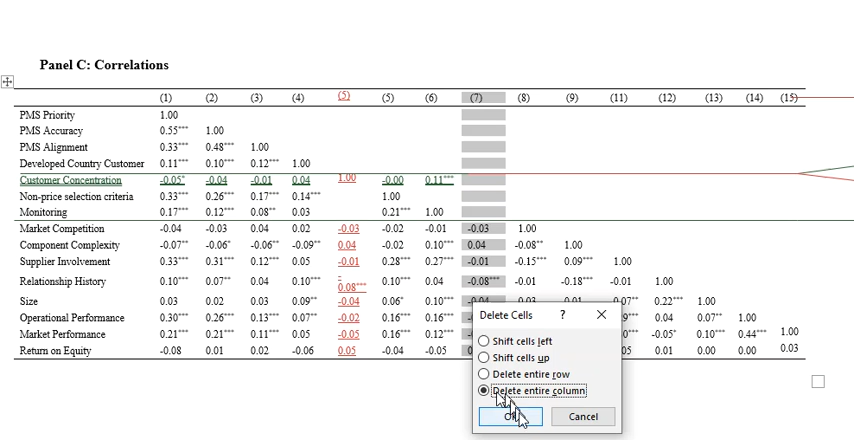 Panel C: Correlations
(1) (2) (3) (4) (5) (5) (6) (7) (8) (9) (11) (12) (13) (14) (15)
PMS Priority 1.00
PMS Accuracy 0.55*** 1.00
PMS Alignment 0.33*** 0.48*** 1.00
Developed Country Customer 0.11*** 0.10*** 0.12*** 1.00
Customer Concentration -0.05* -0.04 -0.01 0.04 1.00 -0.00 0.11***
Non-price selection criteria 0.33*** 0.26*** 0.17*** 0.14*** 1.00
Monitoring 0.17*** 0.12*** 0.08** 0.03 0.21*** 1.00
Market Competition -0.04 -0.03 0.04 0.02 -0.03 -0.02 -0.01 -0.03 1.00
Component Complexity -0.07** -0.06* -0.06** -0.09** 0.04 -0.02 0.10*** 0.04 -0.08** 1.00
Supplier Involvement 0.33*** 0.31*** 0.12*** 0.05 -0.01 0.28*** 0.27*** -0.01 -0.15*** 0.09*** 1.00
Relationship History 0.10*** 0.07** 0.04 0.10*** -0.08*** 0.10*** 0.04 -0.08*** -0.01 -0.18*** -0.01 1.00
Size 0.03 0.02 0.03 0.09** -0.04 0.06* 0.10*** -0.04 0.03 0.01 0.07** 0.22*** 1.00
Operational Performance 0.30*** 0.26*** 0.13*** 0.07** -0.02 0.16*** 0.16*** 0.04 0.07** 1.00
Market Performance 0.21*** 0.21*** 0.11*** 0.05 -0.05 0.16*** 0.12*** -0.05* 0.10*** 0.44*** 1.00
Return on Equity -0.08 0.01 0.02 -0.06 0.05 -0.04 -0.05 0.01 0.00 0.00 0.03
Delete Cells ? ×
Shift cells left
Shift cells up
Delete entire row
Delete entire column
Cancel